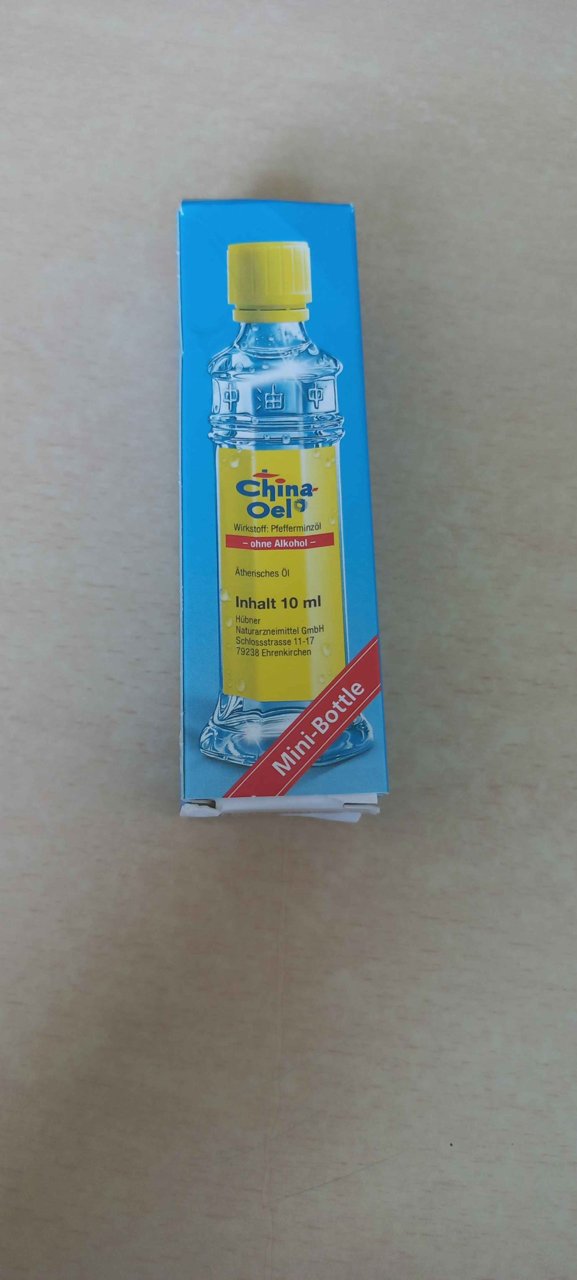 中 油 中
China-
Oel
Wirkstoff: Pfefferminzöl
– ohne Alkohol –
Ätherisches Öl
Inhalt 10 ml
Hübner
Naturarzneimittel GmbH
Schlossstrasse 11-17
79238 Ehrenkirchen
Mini-Bottle